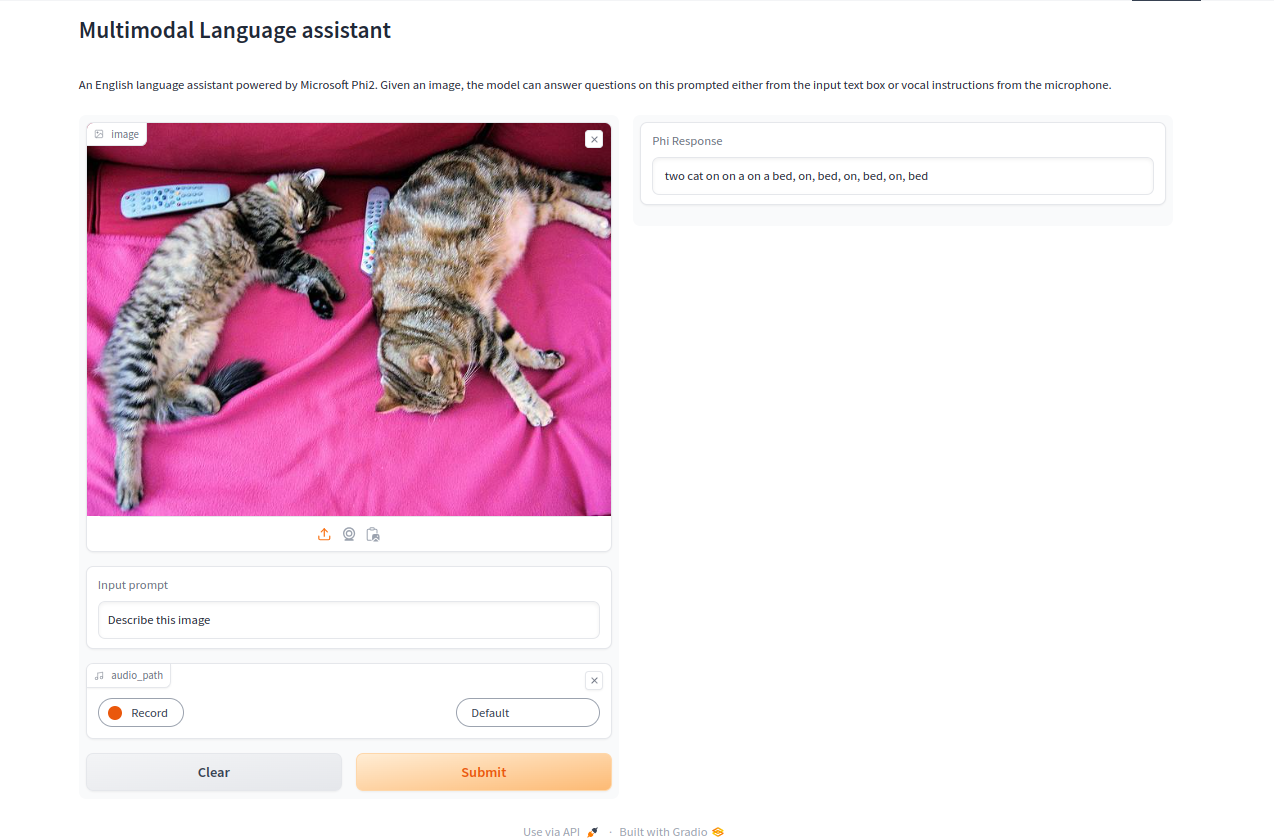 Multimodal Language assistant
An English language assistant powered by Microsoft Phi2. Given an image, the model can answer questions on this prompted either from the input text box or vocal instructions from the microphone.
image
Phi Response
two cat on on a on a bed, on, bed, on, bed, on, bed
Input prompt
Describe this image
audio_path
Record
Default
Clear
Submit
Use via API · Built with Gradio